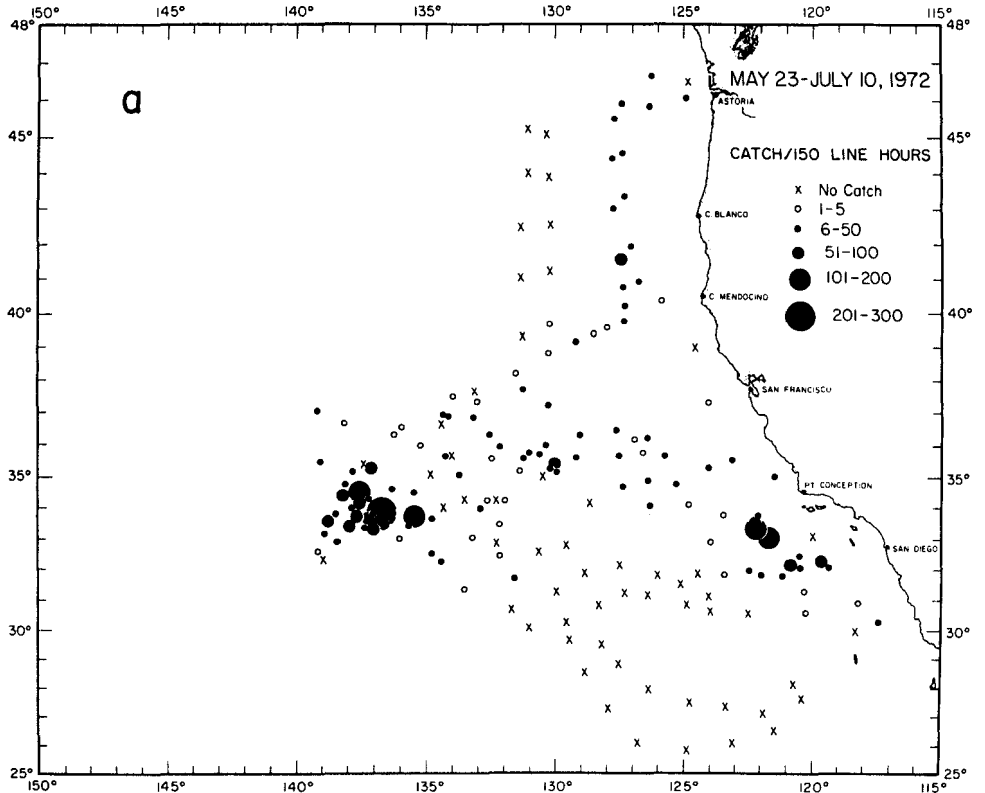 150° 145° 140° 135° 130° 125° 120° 115°
48° 48°
a
MAY 23-JULY 10, 1972
ASTORIA
45° 45°
CATCH/150 LINE HOURS
x No Catch
1-5
6-50
51-100
101-200
201-300
C. BLANCO
C. MENDOCINO
40° 40°
SAN FRANCISCO
35° 35°
PT. CONCEPTION
SAN DIEGO
30° 30°
25° 25°
150° 145° 140° 135° 130° 125° 120° 115°